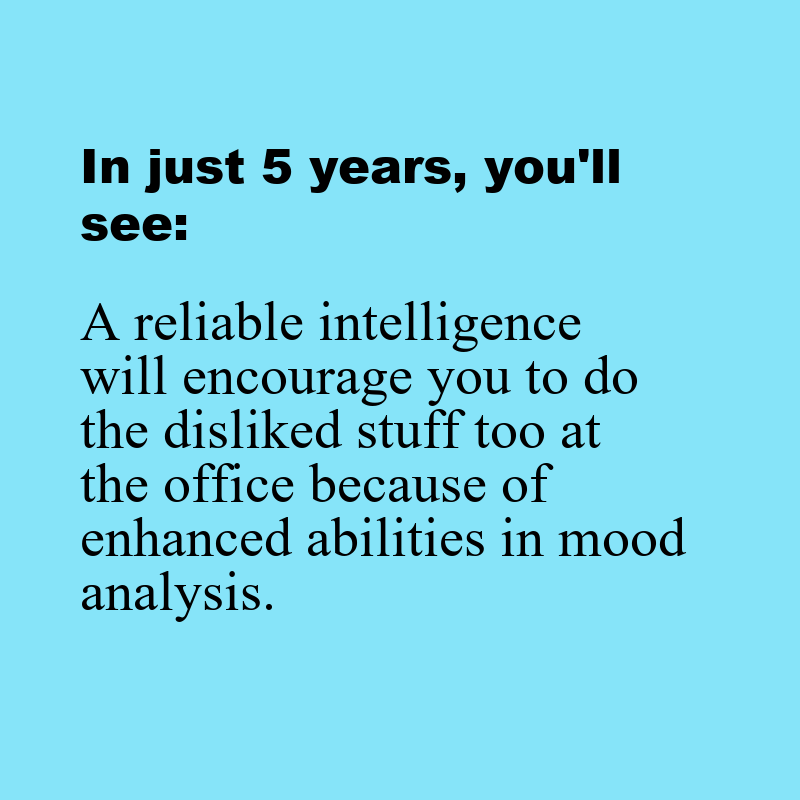 In just 5 years, you'll
see:
A reliable intelligence
will encourage you to do
the disliked stuff too at
the office because of
enhanced abilities in mood
analysis.